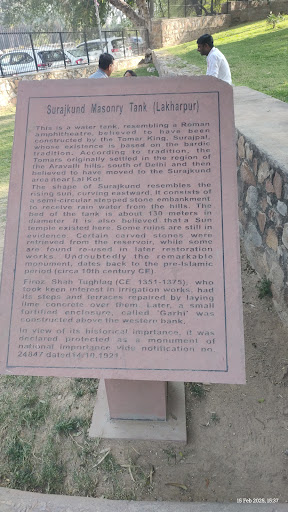 Surajkund Masonry Tank (Lakharpur)
This is a water tank, resembling a Roman
amphitheatre, believed to have been
constructed by the Tomar King, Surajpal,
whose existence is based on the bardic
tradition. According to tradition, the
Tomars originally settled in the region of
the Aravalli hills, south of Delhi and then
believed to have moved to the Surajkund
area near Lal Kot.
The shape of Surajkund resembles the
rising sun, curving eastward. It consists of
a semi-circular stepped stone embankment
to receive rain water from the hills. The
bed of the tank is about 130 meters in
diameter. It is also believed that a Sun
temple existed here. Some ruins are still in
evidence. Certain carved stones were
retrieved from the reservoir, while some
are found re-used in later restoration
works. Undoubtedly the remarkable
monument, dates back to the pre-Islamic
period (circa 10th century CE)
Firuz Shah Tughluq (CE 1351-1375), who
took keen interest in irrigation works, had
its steps and terraces repaired by laying
lime concrete over them. Later, a small
fortified enclosure, called 'Garhi' was
constructed above the western bank.
In view of its historical importance, it was
declared protected as a monument of
national importance vide notification no.
24847 dated 16.10.1921.
15 Feb 2025, 15:37